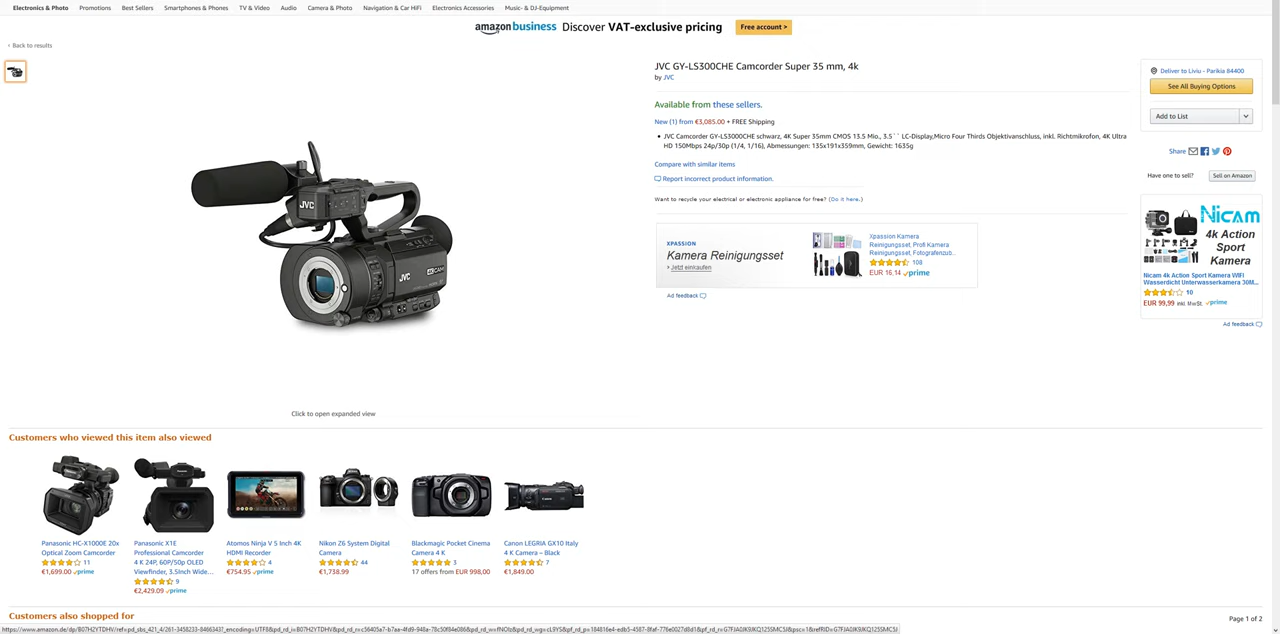 Electronics & Photo Promotions Best Sellers Smartphones & Phones TV & Video Audio Camera & Photo Navigation & Car HiFi Electronics Accessories Music- & DJ-Equipment
amazon business Discover VAT-exclusive pricing Free account >
‹ Back to results
JVC GY-LS300CHE Camcorder Super 35 mm, 4k
by JVC
Available from these sellers.
New (1) from €3,085.00 + FREE Shipping
• JVC Camcorder GY-LS3000CHE schwarz, 4K Super 35mm CMOS 13.5 Mio., 3.5´´ LC-Display,Micro Four Thirds Objektivanschluss, inkl. Richtmikrofon, 4K Ultra
HD 150Mbps 24p/30p (1/4, 1/16), Abmessungen: 135x191x359mm, Gewicht: 1635g
Compare with similar items
Report incorrect product information.
Want to recycle your electrical or electronic appliance for free? (Do it here.)
XPASSION
Kamera Reinigungsset
› Jetzt einkaufen
Xpassion Kamera
Reinigungsset, Profi Kamera
Reinigungsset, Fotografenzub...
108
EUR 16,14 prime
Ad feedback
Deliver to Liviu - Parikia 84400
See All Buying Options
Add to List
Share
Have one to sell? Sell on Amazon
Nicam
4k Action
Sport
Kamera
Nicam 4k Action Sport Kamera WIFI
Wasserdicht Unterwasserkamera 30M...
10
EUR 99,99 inkl. MwSt. prime
Ad feedback
JVC
JVC
4KCAM
Click to open expanded view
Customers who viewed this item also viewed
Panasonic HC-X1000E 20x
Optical Zoom Camcorder
11
€1,699.00 prime
Panasonic X1E
Professional Camcorder
4 K 24P, 60P/50p OLED
Viewfinder, 3.5Inch Wide...
9
€2,429.09 prime
Atomos Ninja V 5 Inch 4K
HDMI Recorder
4
€754.95 prime
Nikon Z6 System Digital
Camera
44
€1,738.99
Blackmagic Pocket Cinema
Camera 4 K
3
17 offers from EUR 998,00
Canon LEGRIA GX10 Italy
4 K Camera – Black
7
€1,849.00
Customers also shopped for
Page 1 of 2